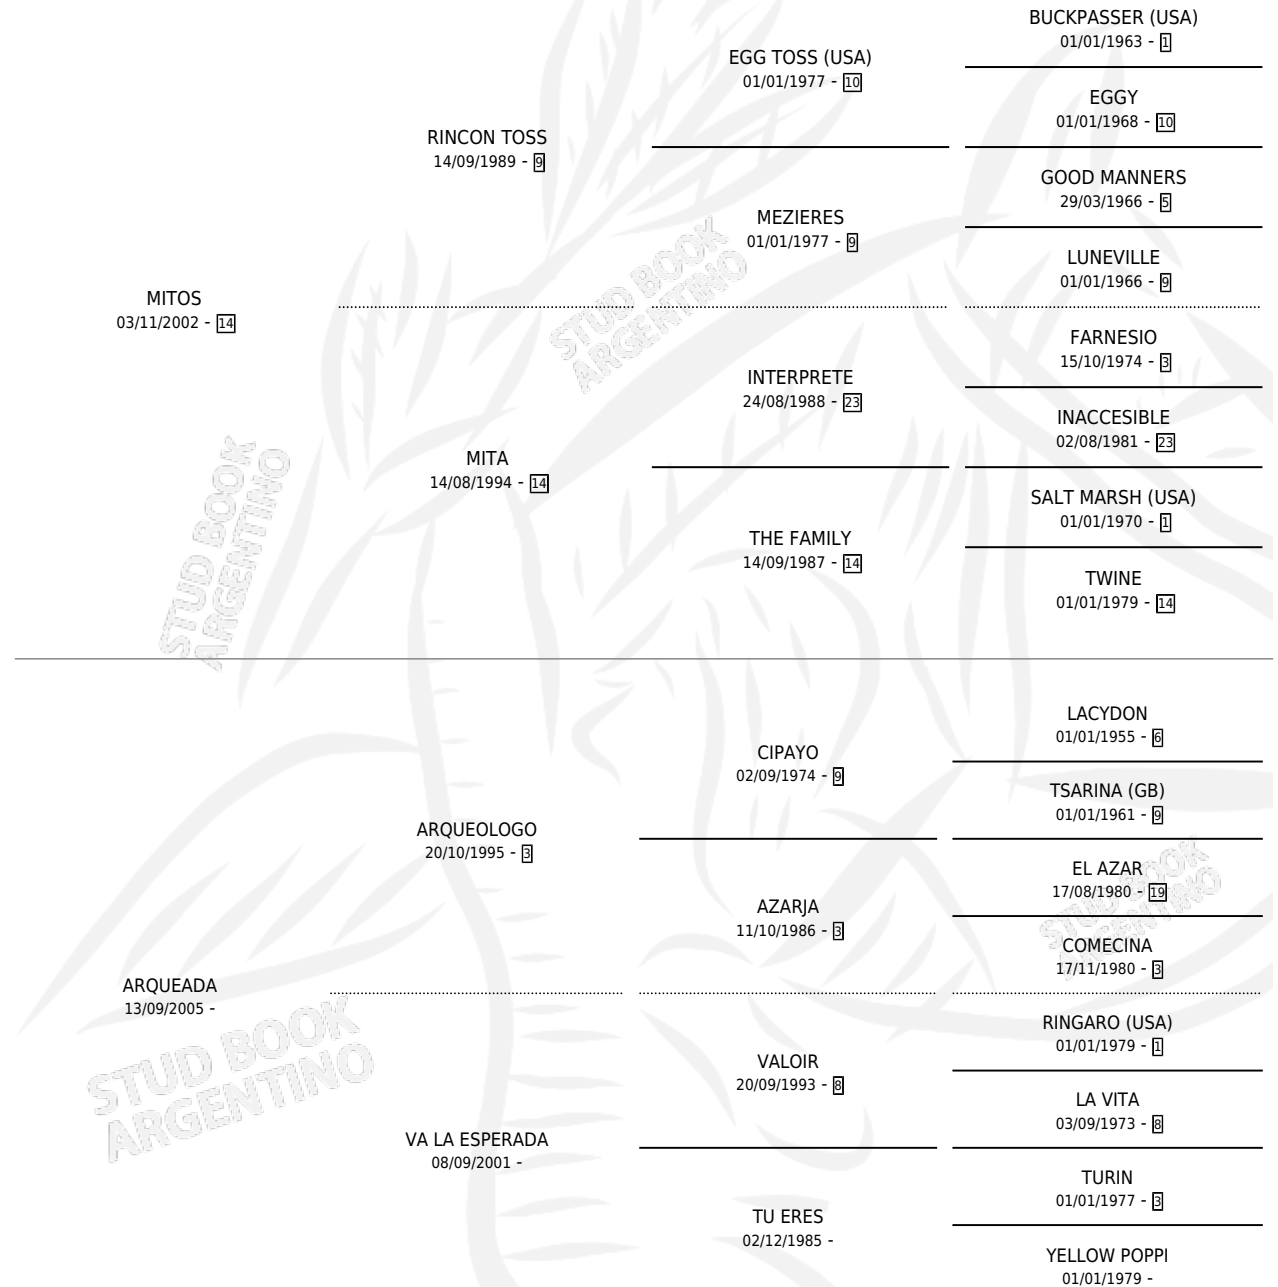 BUCKPASSER (USA)
01/01/1963 - 1
EGG TOSS (USA)
01/01/1977 - 10
EGGY
01/01/1968 - 10
RINCON TOSS
14/09/1989 - 9
GOOD MANNERS
29/03/1966 - 5
MEZIERES
01/01/1977 - 9
LUNEVILLE
01/01/1966 - 9
MITOS
03/11/2002 - 14
STUD BOOK
ARGENTINO
FARNESIO
15/10/1974 - 3
INTERPRETE
24/08/1988 - 23
INACCESIBLE
02/08/1981 - 23
MITA
14/08/1994 - 14
SALT MARSH (USA)
01/01/1970 - 1
THE FAMILY
14/09/1987 - 14
TWINE
01/01/1979 - 14
STUD BOOK
ARGENTINO
LACYDON
01/01/1955 - 6
CIPAYO
02/09/1974 - 9
TSARINA (GB)
01/01/1961 - 9
ARQUEOLOGO
20/10/1995 - 3
EL AZAR
17/08/1980 - 19
AZARJA
11/10/1986 - 3
STUD BOOK
ARGENTINO
COMECINA
17/11/1980 - 3
ARQUEADA
13/09/2005 -
RINGARO (USA)
01/01/1979 - 1
VALOIR
20/09/1993 - 8
STUD BOOK
ARGENTINO
LA VITA
03/09/1973 - 8
VA LA ESPERADA
08/09/2001 -
TURIN
01/01/1977 - 3
TU ERES
02/12/1985 -
YELLOW POPPI
01/01/1979 -